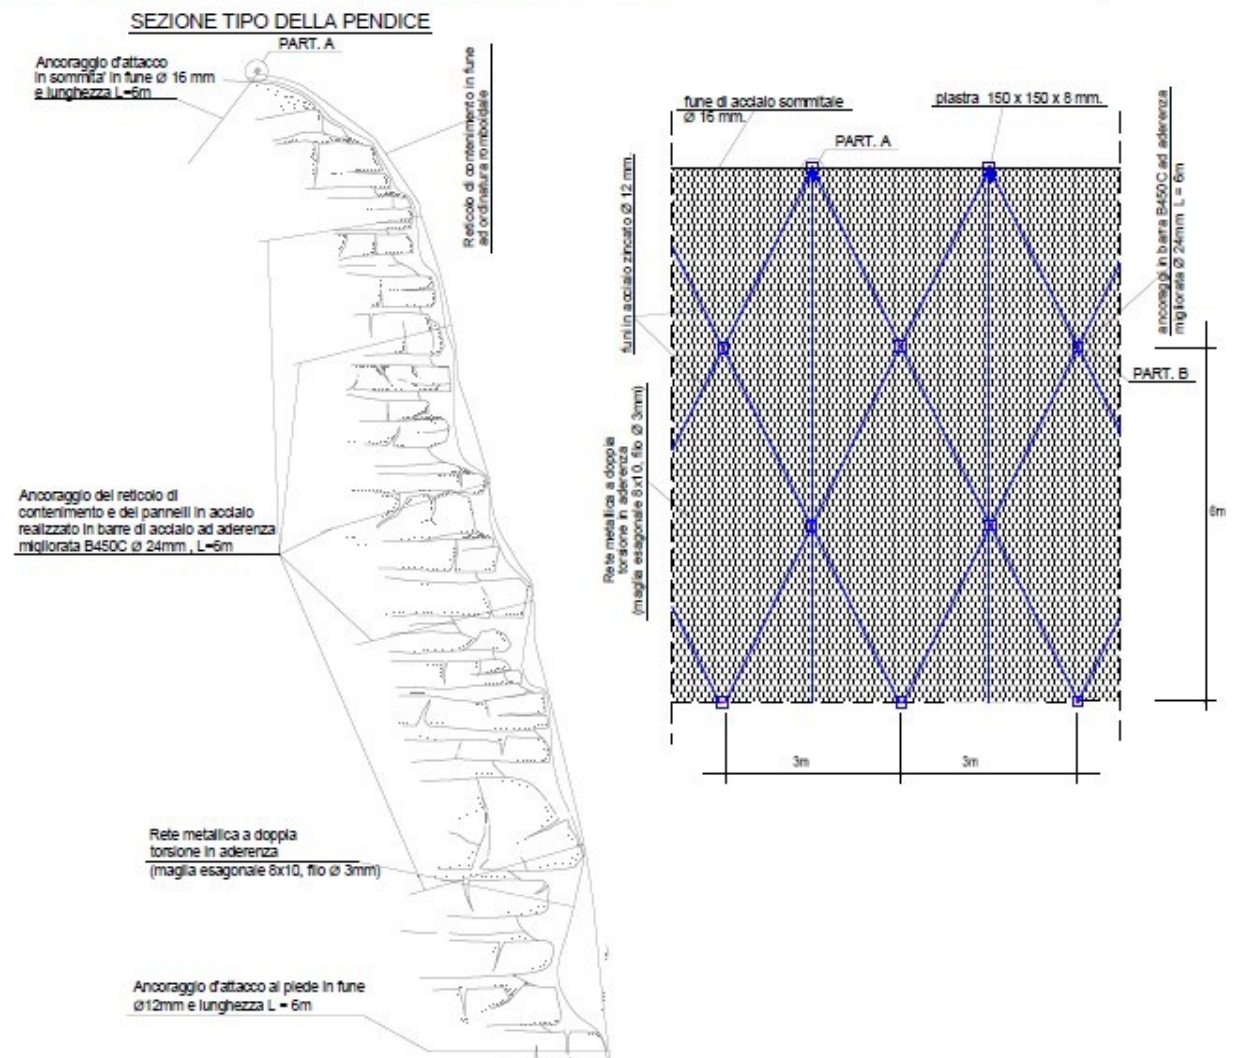 SEZIONE TIPO DELLA PENDICE
PART. A
Ancoraggio d'attacco
in sommita' in fune Ø 16 mm
e lunghezza L=6m
Reticolo di contenimento in fune
ad ordinatura romboidale
Ancoraggio del reticolo di
contenimento e dei pannelli in acciaio
realizzato in barre di acciaio ad aderenza
migliorata B450C Ø 24mm , L=6m
Rete metallica a doppia
torsione in aderenza
(maglia esagonale 8x10, filo Ø 3mm)
Ancoraggio d'attacco al piede in fune
Ø12mm e lunghezza L = 6m
fune di acciaio sommitale
Ø 16 mm.
piastra 150 x 150 x 8 mm.
PART. A
funi in acciaio zincato Ø 12 mm.
ancoraggi in barra B450C ad aderenza
migliorata Ø 24mm L = 6m
PART. B
Rete metallica a doppia
torsione in aderenza
(maglia esagonale 8x10, filo Ø 3mm)
6m
3m
3m